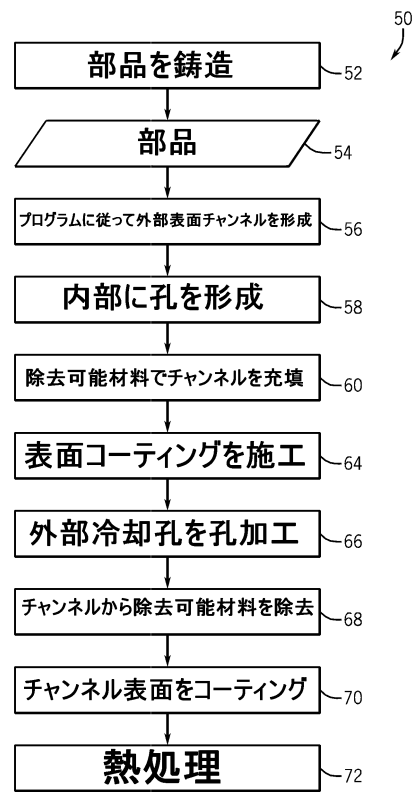 50
部品を鋳造
52
部品
54
プログラムに従って外部表面チャンネルを形成
56
内部に孔を形成
58
除去可能材料でチャンネルを充填
60
表面コーティングを施工
64
外部冷却孔を孔加工
66
チャンネルから除去可能材料を除去
68
チャンネル表面をコーティング
70
熱処理
72